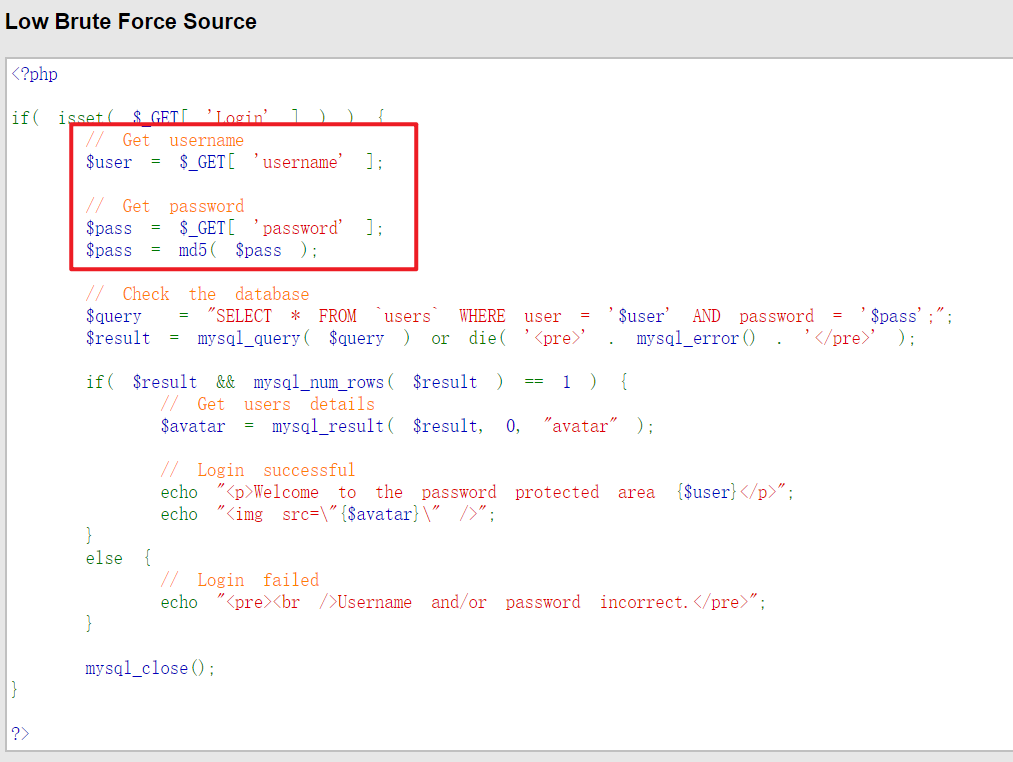 Low Brute Force Source
<?php
if( isset( $_GET[ 'Login' ] ) ) {
// Get username
$user = $_GET[ 'username' ];
// Get password
$pass = $_GET[ 'password' ];
$pass = md5( $pass );
// Check the database
$query = "SELECT * FROM `users` WHERE user = '$user' AND password = '$pass';";
$result = mysql_query( $query ) or die( '<pre>' . mysql_error() . '</pre>' );
if( $result && mysql_num_rows( $result ) == 1 ) {
// Get users details
$avatar = mysql_result( $result, 0, "avatar" );
// Login successful
echo "<p>Welcome to the password protected area {$user}</p>";
echo "<img src=\"{$avatar}\" />";
}
else {
// Login failed
echo "<pre><br />Username and/or password incorrect.</pre>";
}
mysql_close();
}
?>